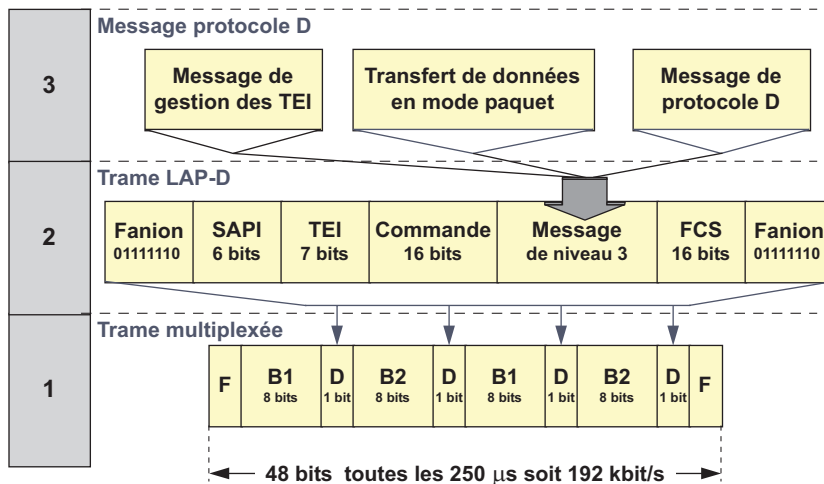 Message protocole D
3
Message de
gestion des TEI
Transfert de données
en mode paquet
Message de
protocole D
Trame LAP-D
2
Fanion
01111110
SAPI
6 bits
TEI
7 bits
Commande
16 bits
Message
de niveau 3
FCS
16 bits
Fanion
01111110
Trame multiplexée
1
F
B1
8 bits
D
1 bit
B2
8 bits
D
1 bit
B1
8 bits
D
1 bit
B2
8 bits
D
1 bit
F
48 bits toutes les 250 µs soit 192 kbit/s